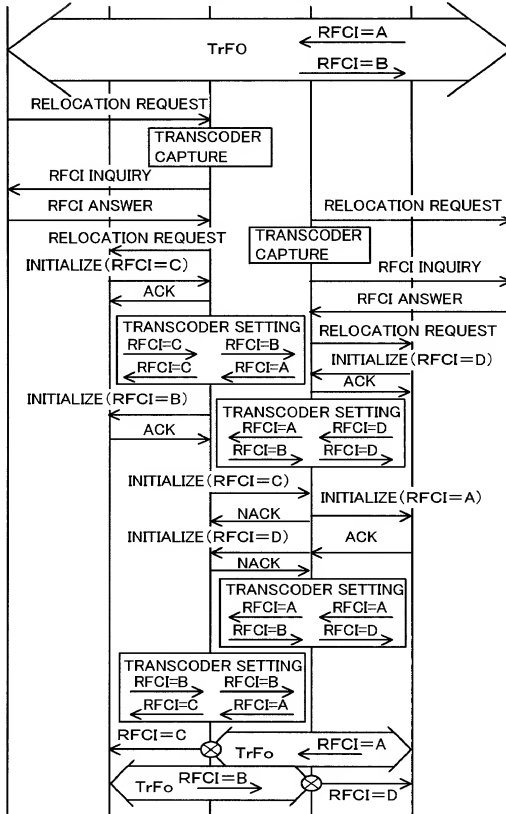 RFCI=A
TrFO
RFCI=B
RELOCATION REQUEST
TRANSCODER
CAPTURE
RFCI INQUIRY
RFCI ANSWER
RELOCATION REQUEST
TRANSCODER
CAPTURE
RELOCATION REQUEST
INITIALIZE(RFCI=C)
RFCI INQUIRY
ACK
RFCI ANSWER
TRANSCODER SETTING
RFCI=C RFCI=B
RFCI=C RFCI=A
RELOCATION REQUEST
INITIALIZE(RFCI=D)
ACK
INITIALIZE(RFCI=B)
ACK
TRANSCODER SETTING
RFCI=A RFCI=D
RFCI=B RFCI=D
INITIALIZE(RFCI=C)
INITIALIZE(RFCI=A)
NACK
INITIALIZE(RFCI=D)
ACK
NACK
TRANSCODER SETTING
RFCI=A RFCI=A
RFCI=B RFCI=D
TRANSCODER SETTING
RFCI=B RFCI=B
RFCI=C RFCI=A
RFCI=C
TrFo
RFCI=A
TrFo
RFCI=B
RFCI=D